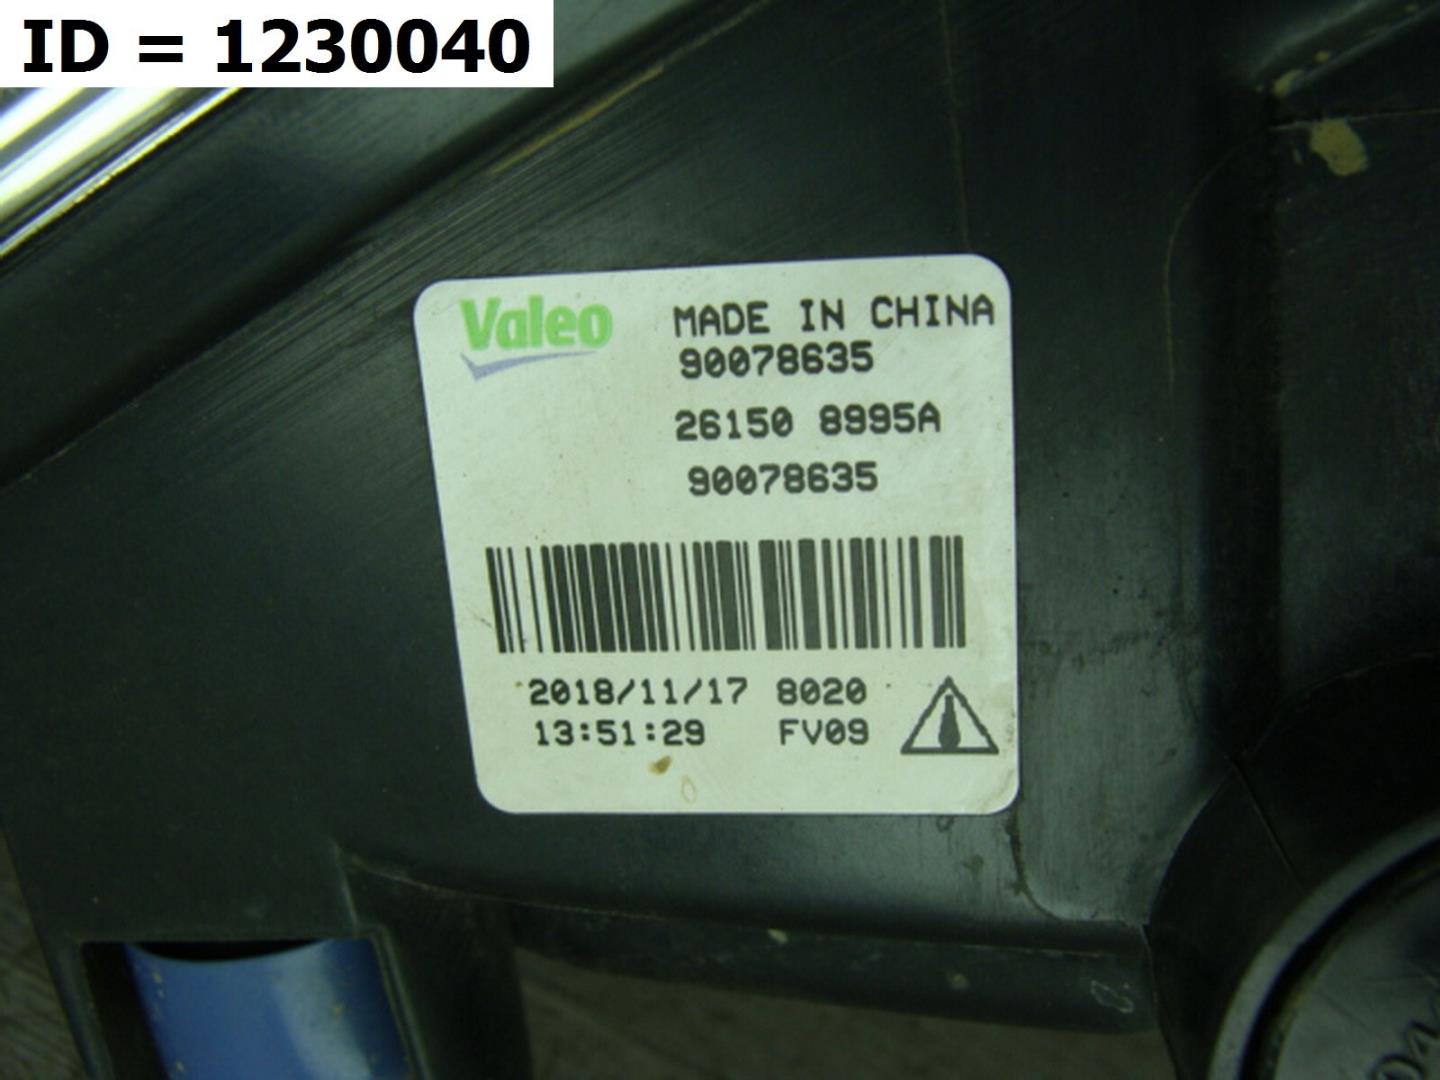 ID = 1230040
Valeo
MADE IN CHINA
90078635
26150 8995A
90078635
2018/11/17 8020
13:51:29 FV09